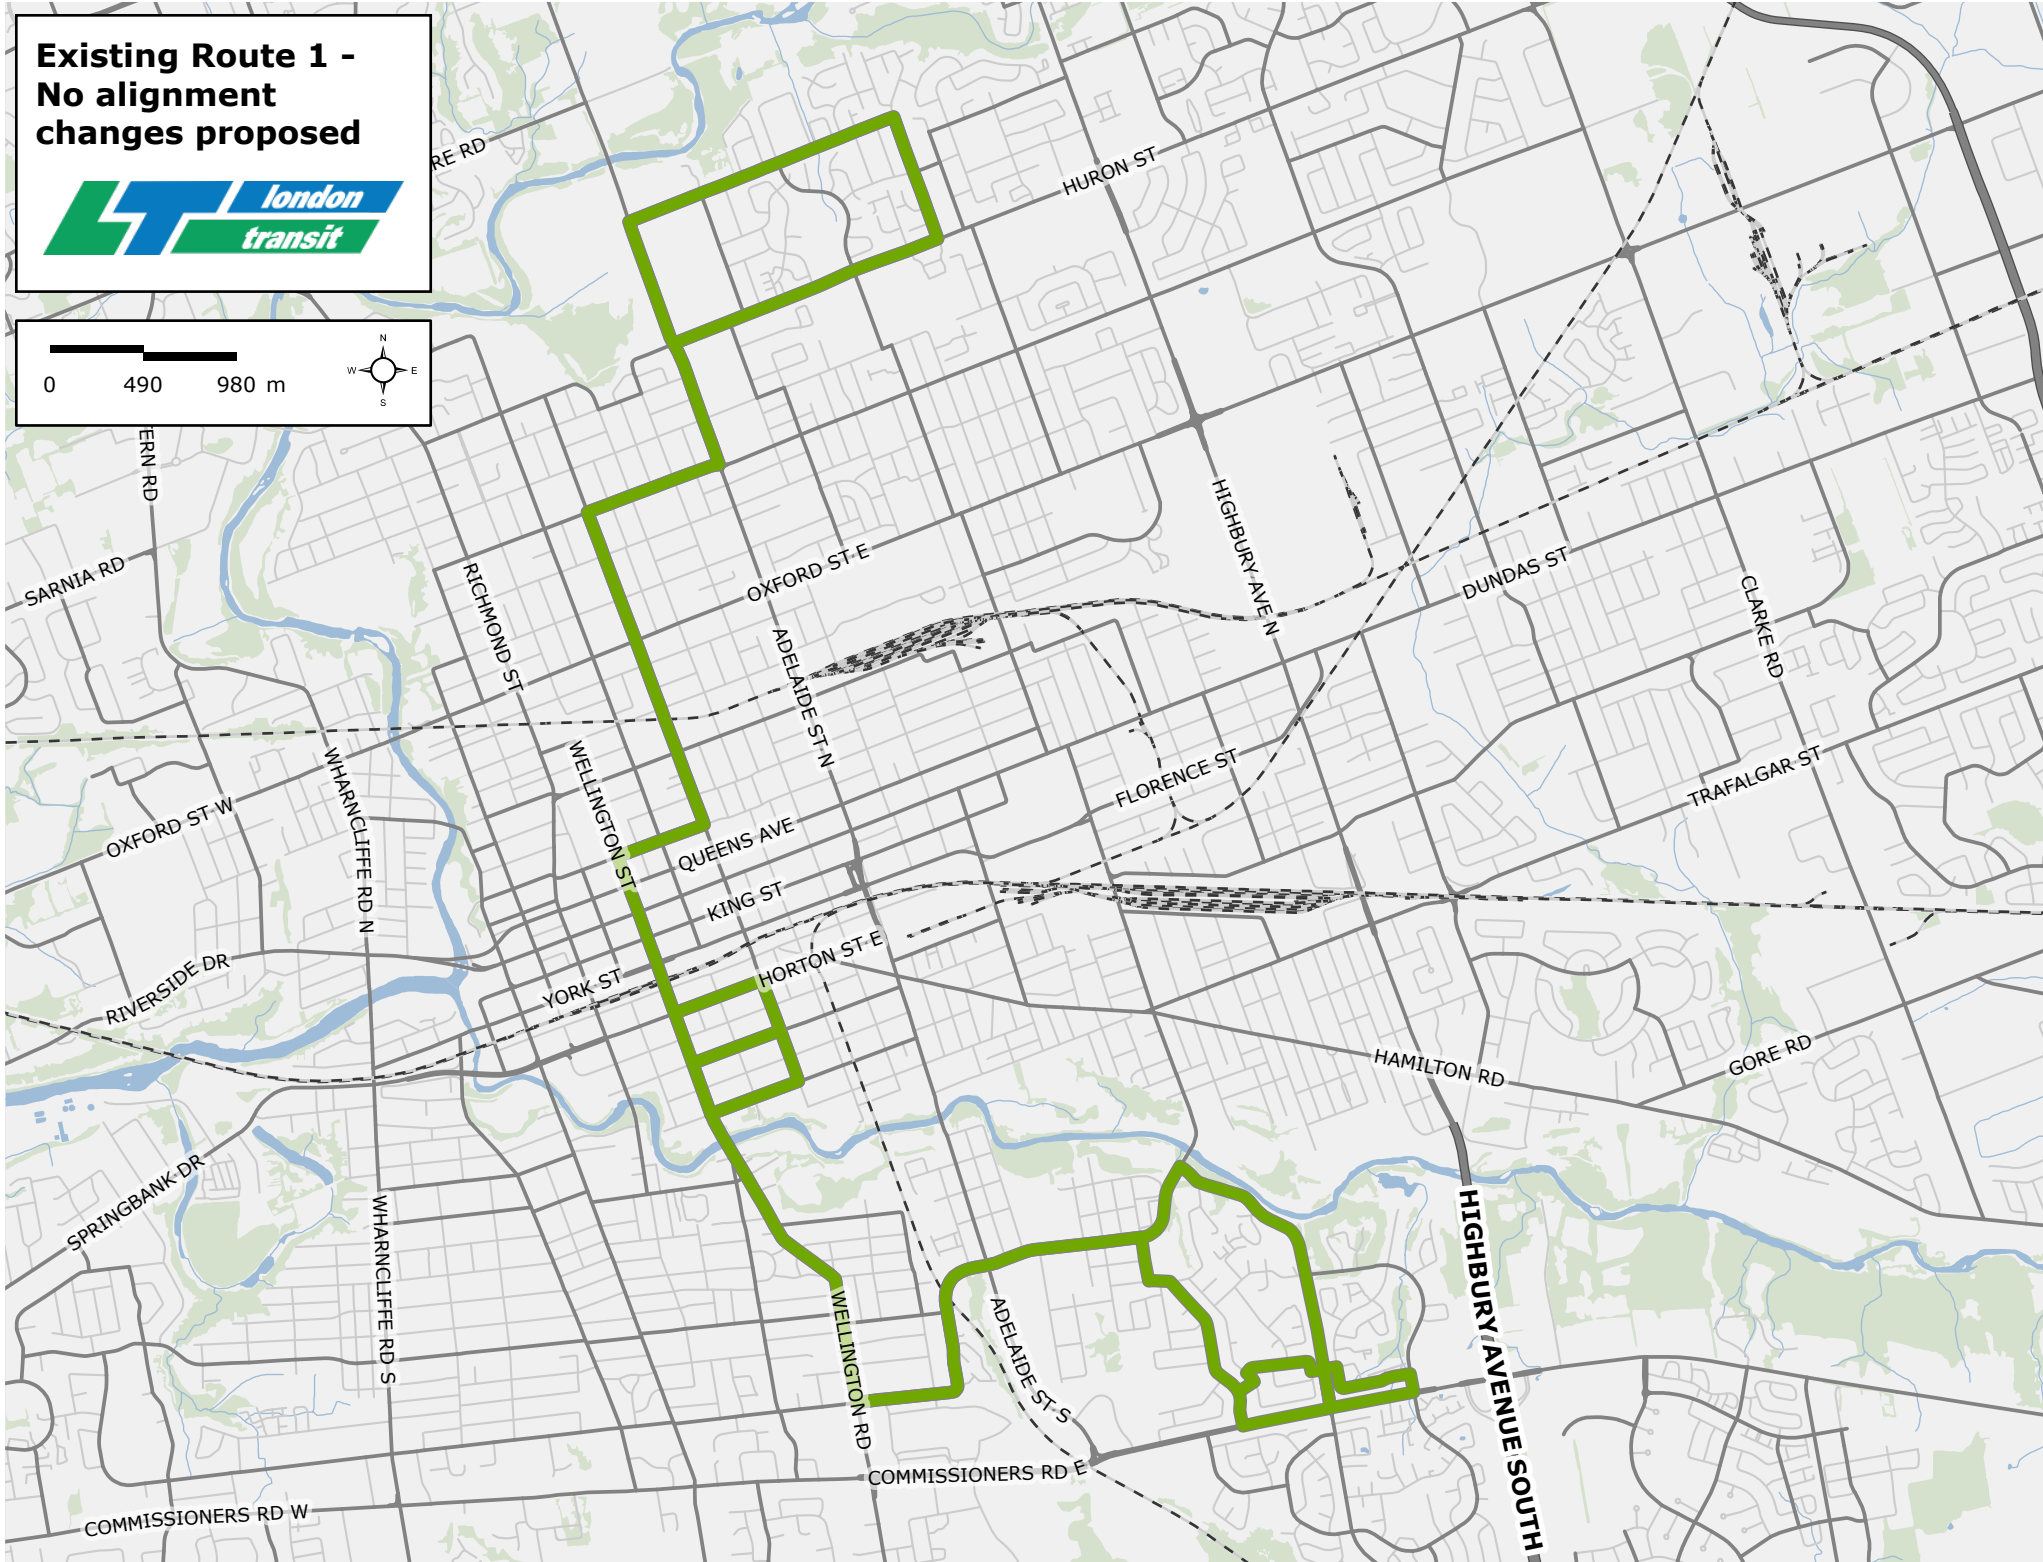 Existing Route 1 -
No alignment
changes proposed
london
transit
0 490 980 m
N
W E
S
RE RD
HURON ST
ERN RD
SARNIA RD
RICHMOND ST
OXFORD ST E
HIGHBURY AVE N
DUNDAS ST
CLARKE RD
ADELAIDE ST N
WELLINGTON ST
WHARNCLIFFE RD N
OXFORD ST W
QUEENS AVE
FLORENCE ST
TRAFALGAR ST
KING ST
HORTON ST E
YORK ST
RIVERSIDE DR
HAMILTON RD
GORE RD
SPRINGBANK DR
WHARNCLIFFE RD S
WELLINGTON RD
ADELAIDE ST S
HIGHBURY AVENUE SOUTH
COMMISSIONERS RD E
COMMISSIONERS RD W